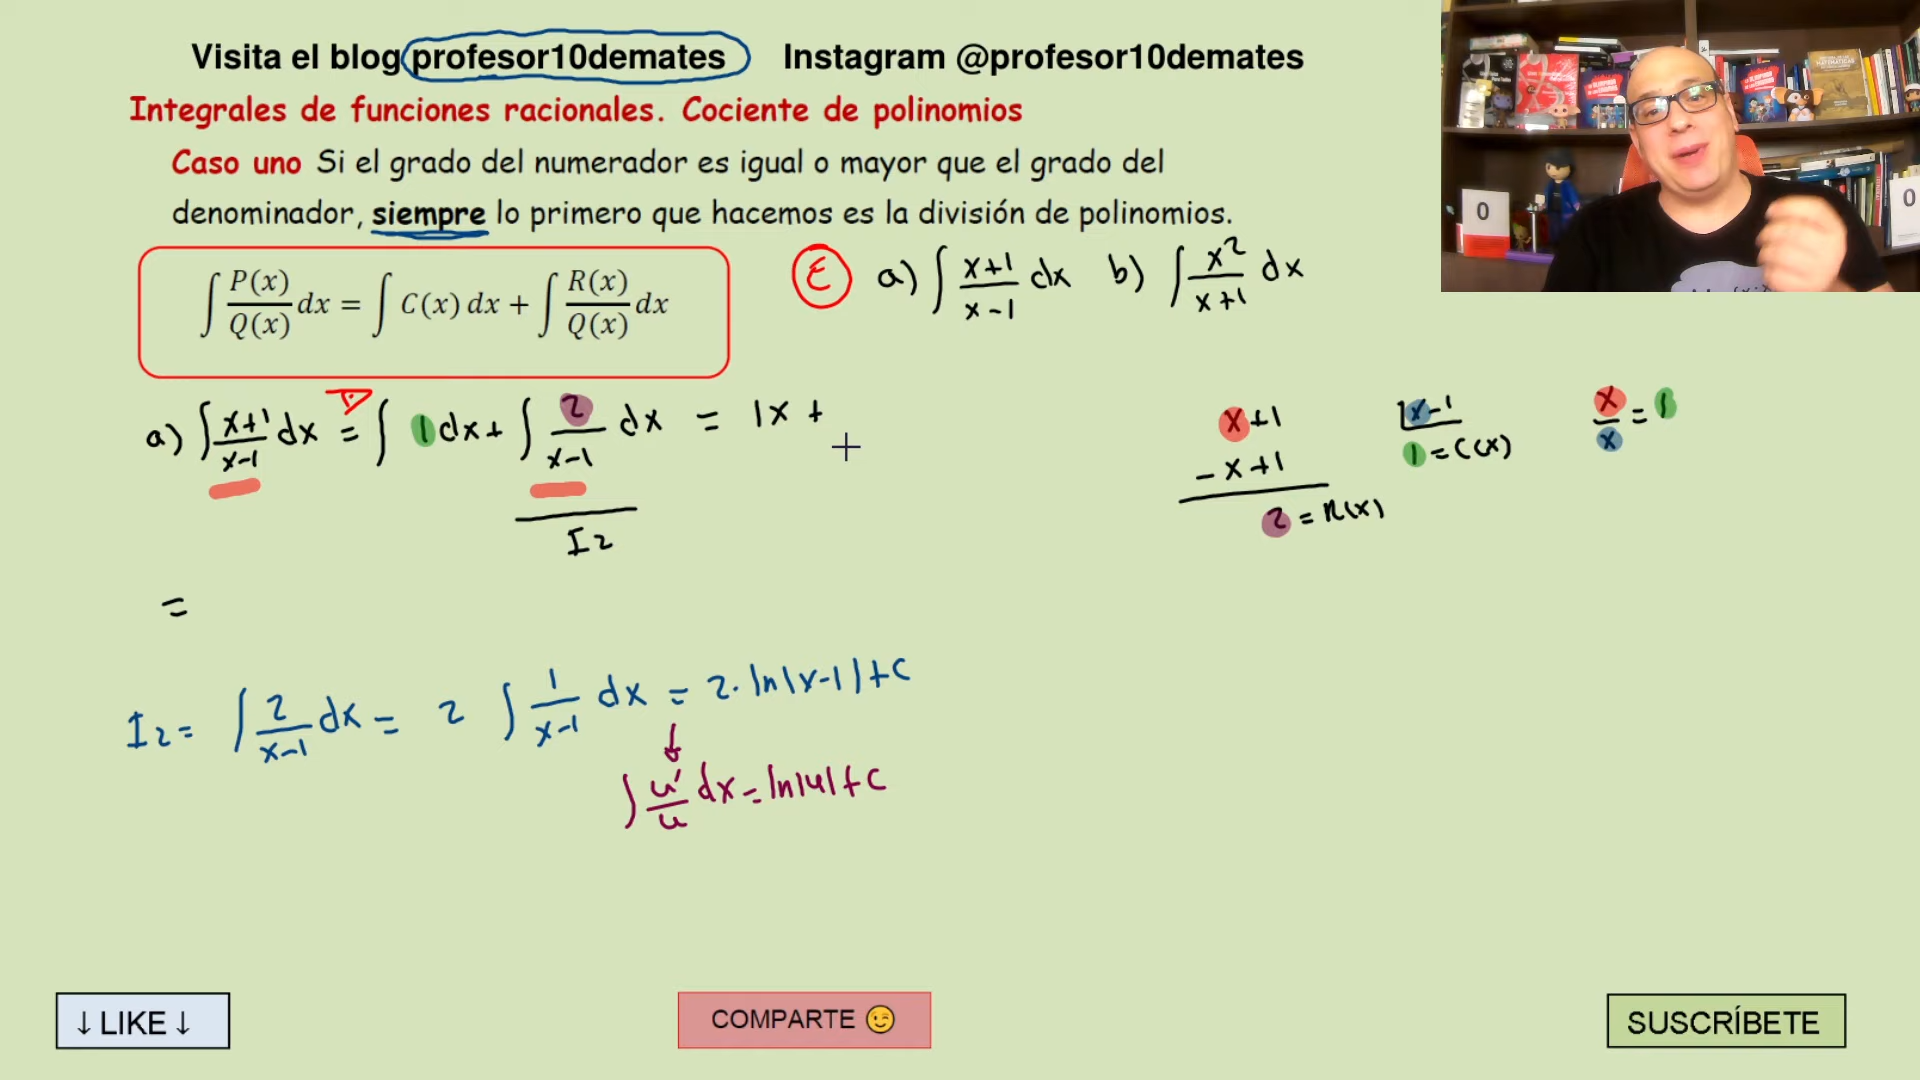 Visita el blog profesor10demates Instagram @profesor10demates
Integrales de funciones racionales. Cociente de polinomios
Caso uno Si el grado del numerador es igual o mayor que el grado del
denominador, siempre lo primero que hacemos es la división de polinomios.
∫ P(x)/Q(x) dx = ∫ C(x) dx + ∫ R(x)/Q(x) dx
E a) ∫ x+1/x-1 dx b) ∫ x²/x+1 dx
a) ∫ x+1/x-1 dx = ∫ 1dx + ∫ 2/x-1 dx = 1x +
I2
=
x+1 x-1
-x+1 1 = C(x)
2 = R(x)
x/x = 1
I2 = ∫ 2/x-1 dx = 2 ∫ 1/x-1 dx = 2·ln|x-1|+C
∫ u'/u dx = ln|u|+C
↓ LIKE ↓
COMPARTE 😉
SUSCRÍBETE
0
0